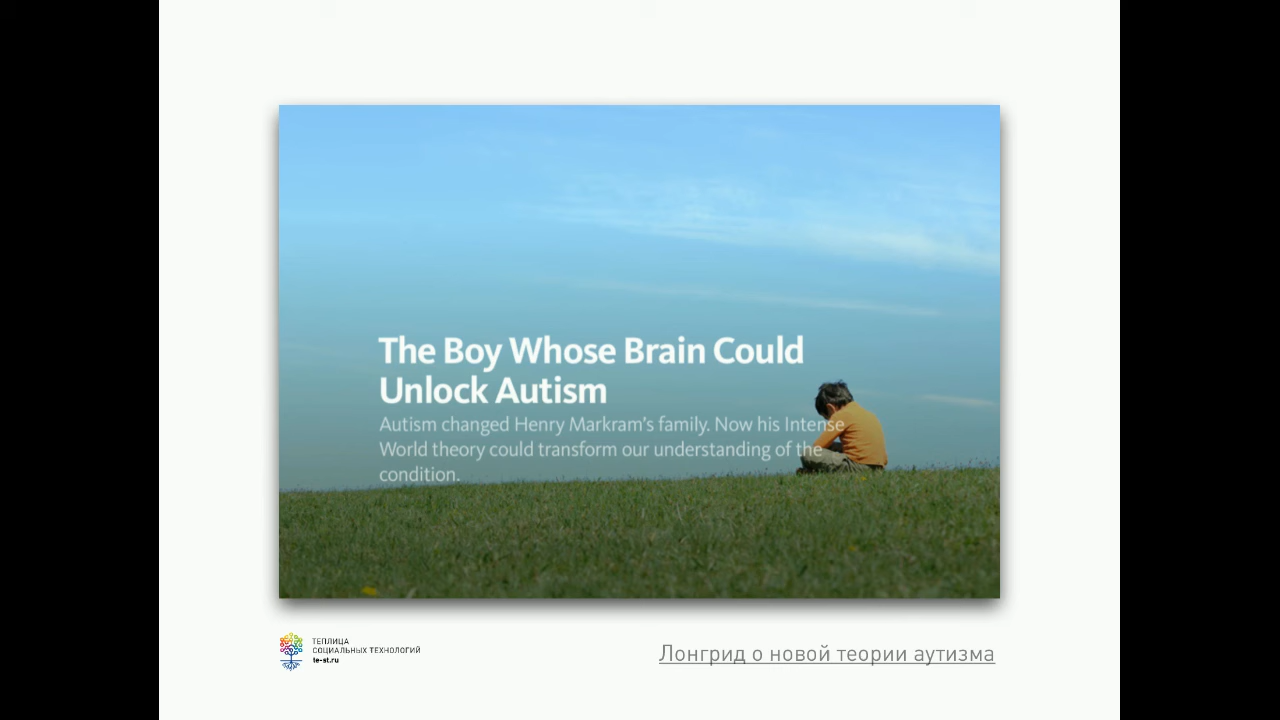 The Boy Whose Brain Could
Unlock Autism
Autism changed Henry Markram's family. Now his Intense
World theory could transform our understanding of the
condition.
ТЕПЛИЦА
СОЦИАЛЬНЫХ ТЕХНОЛОГИЙ
te-st.ru
Лонгрид о новой теории аутизма